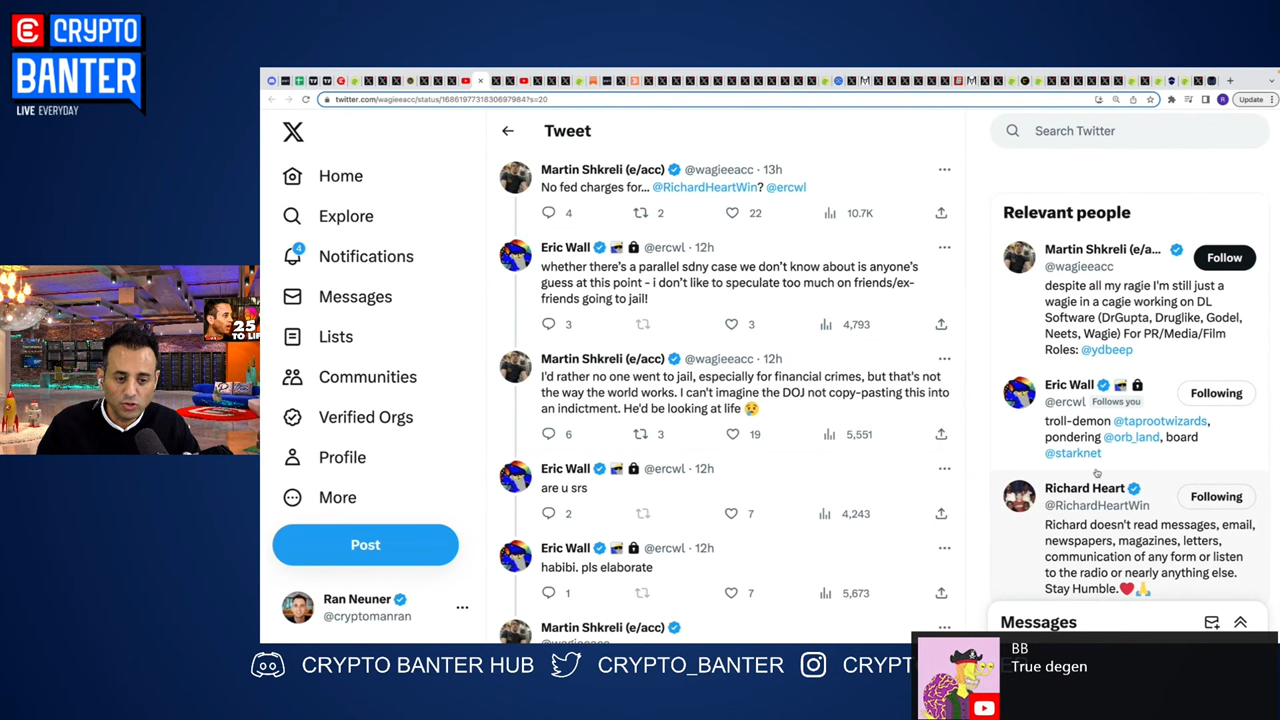 CRYPTO
BANTER
LIVE EVERYDAY
25
TO LIFE
twitter.com/wagieeacc/status/1686197731830697984?s=20
Update
Home
Explore
4
Notifications
Messages
Lists
Communities
Verified Orgs
Profile
More
Post
Ran Neuner
@cryptomanran
Tweet
Martin Shkreli (e/acc) @wagieeacc · 13h
No fed charges for... @RichardHeartWin? @ercwl
4 2 22 10.7K
Eric Wall @ercwl · 12h
whether there's a parallel sdny case we don't know about is anyone's
guess at this point - i don't like to speculate too much on friends/ex-
friends going to jail!
3 3 4,793
Martin Shkreli (e/acc) @wagieeacc · 12h
I'd rather no one went to jail, especially for financial crimes, but that's not
the way the world works. I can't imagine the DOJ not copy-pasting this into
an indictment. He'd be looking at life 😢
6 3 19 5,551
Eric Wall @ercwl · 12h
are u srs
2 7 4,243
Eric Wall @ercwl · 12h
habibi. pls elaborate
1 7 5,673
Martin Shkreli (e/acc)
Search Twitter
Relevant people
Martin Shkreli (e/a...
@wagieeacc
Follow
despite all my ragie I'm still just a
wagie in a cagie working on DL
Software (DrGupta, Druglike, Godel,
Neets, Wagie) For PR/Media/Film
Roles: @ydbeep
Eric Wall
@ercwl Follows you
Following
troll-demon @taprootwizards,
pondering @orb_land, board
@starknet
Richard Heart
@RichardHeartWin
Following
Richard doesn't read messages, email,
newspapers, magazines, letters,
communication of any form or listen
to the radio or nearly anything else.
Stay Humble.❤️🙏
Messages
CRYPTO BANTER HUB CRYPTO_BANTER CRYPT
BB
True degen